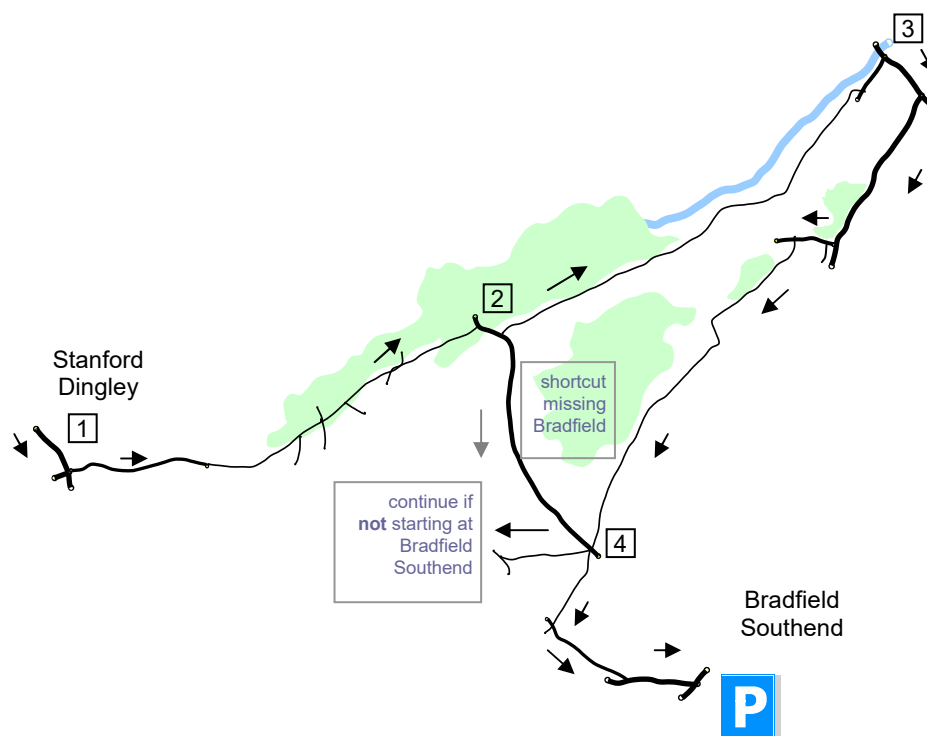 3
2
Stanford
Dingley
1
shortcut
missing
Bradfield
continue if
not starting at
Bradfield
Southend
4
Bradfield
Southend
P